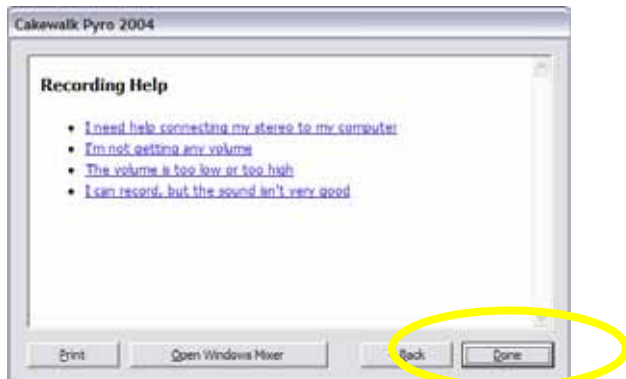 Cakewalk Pyro 2004
Recording Help
• I need help connecting my stereo to my computer
• I'm not getting any volume
• The volume is too low or too high
• I can record, but the sound isn't very good
Print Open Windows Mixer < Back Done